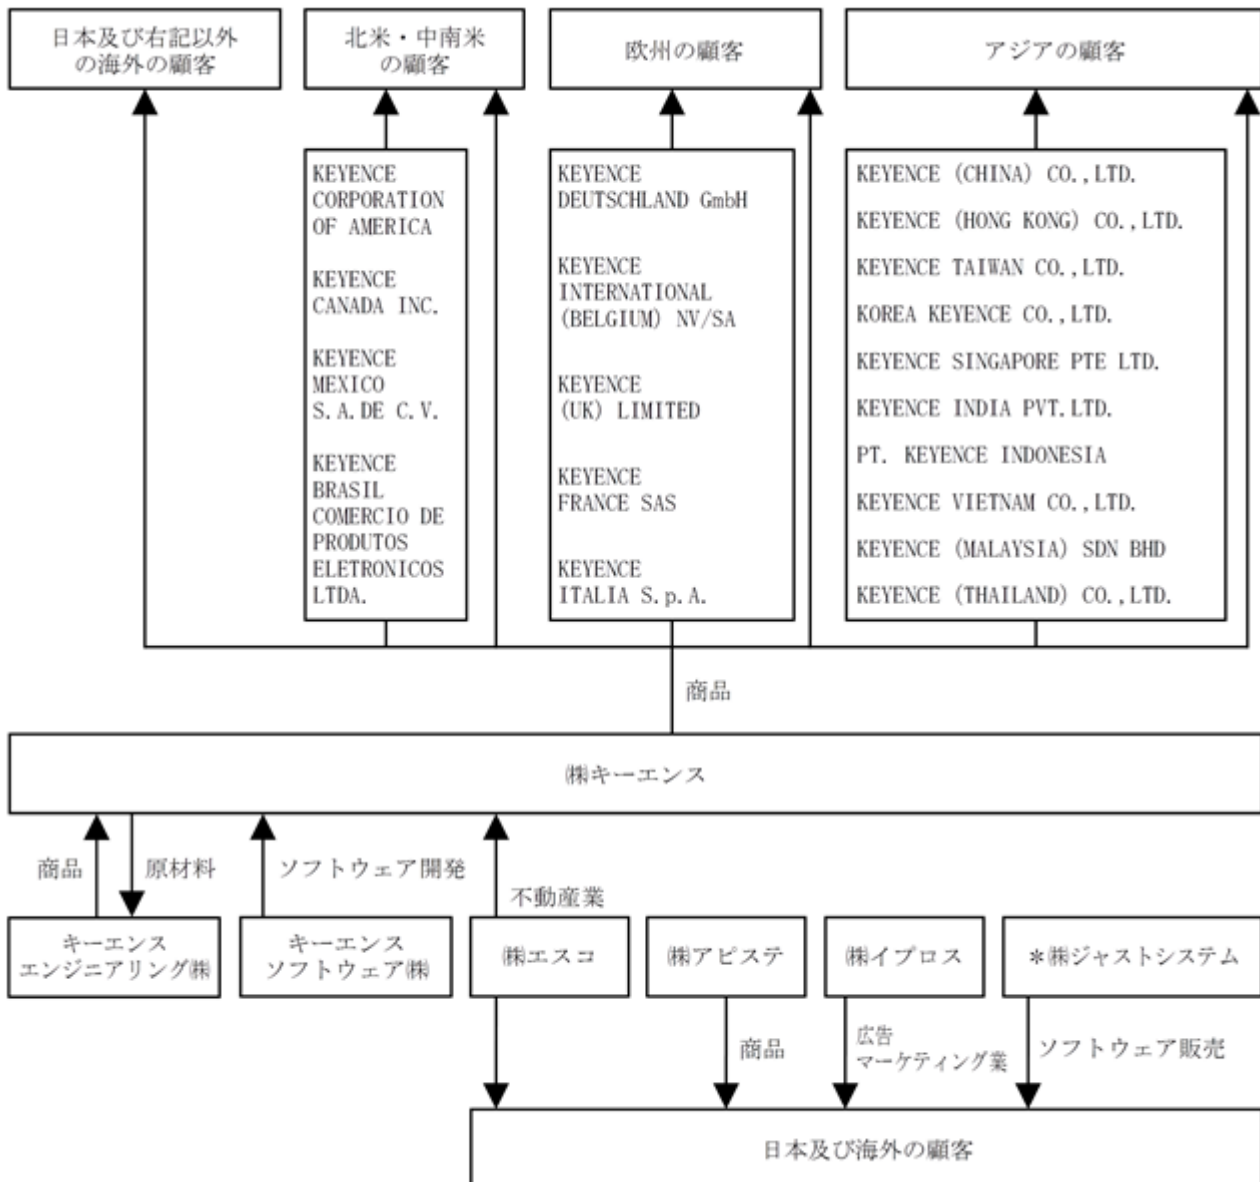 日本及び右記以外
の海外の顧客
北米・中南米
の顧客
欧州の顧客
アジアの顧客
KEYENCE
CORPORATION
OF AMERICA
KEYENCE
CANADA INC.
KEYENCE
MEXICO
S.A.DE C.V.
KEYENCE
BRASIL
COMERCIO DE
PRODUTOS
ELETRONICOS
LTDA.
KEYENCE
DEUTSCHLAND GmbH
KEYENCE
INTERNATIONAL
(BELGIUM) NV/SA
KEYENCE
(UK) LIMITED
KEYENCE
FRANCE SAS
KEYENCE
ITALIA S.p.A.
KEYENCE (CHINA) CO.,LTD.
KEYENCE (HONG KONG) CO.,LTD.
KEYENCE TAIWAN CO.,LTD.
KOREA KEYENCE CO.,LTD.
KEYENCE SINGAPORE PTE LTD.
KEYENCE INDIA PVT.LTD.
PT. KEYENCE INDONESIA
KEYENCE VIETNAM CO.,LTD.
KEYENCE (MALAYSIA) SDN BHD
KEYENCE (THAILAND) CO.,LTD.
商品
㈱キーエンス
商品
原材料
ソフトウェア開発
不動産業
キーエンス
エンジニアリング㈱
キーエンス
ソフトウェア㈱
㈱エスコ
㈱アピステ
㈱イプロス
＊㈱ジャストシステム
商品
広告
マーケティング業
ソフトウェア販売
日本及び海外の顧客